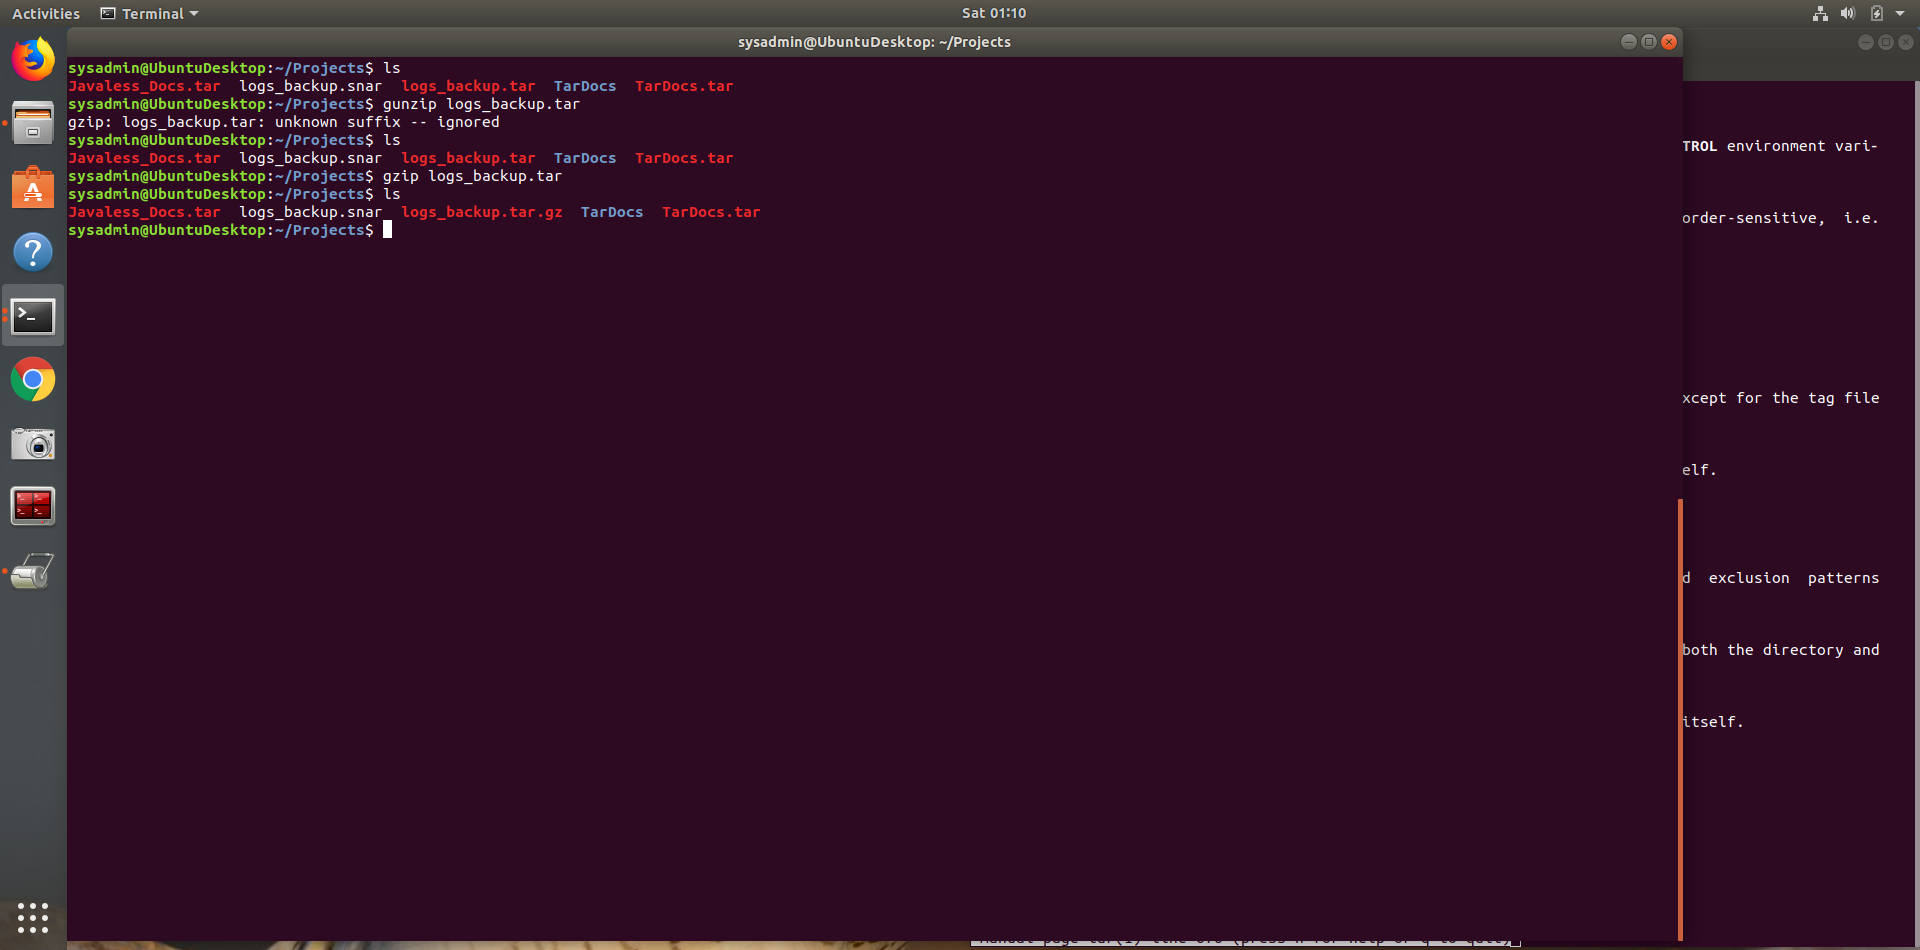 Activities Terminal Sat 01:10
sysadmin@UbuntuDesktop: ~/Projects
sysadmin@UbuntuDesktop:~/Projects$ ls
Javaless_Docs.tar logs_backup.snar logs_backup.tar TarDocs TarDocs.tar
sysadmin@UbuntuDesktop:~/Projects$ gunzip logs_backup.tar
gzip: logs_backup.tar: unknown suffix -- ignored
sysadmin@UbuntuDesktop:~/Projects$ ls
Javaless_Docs.tar logs_backup.snar logs_backup.tar TarDocs TarDocs.tar
sysadmin@UbuntuDesktop:~/Projects$ gzip logs_backup.tar
sysadmin@UbuntuDesktop:~/Projects$ ls
Javaless_Docs.tar logs_backup.snar logs_backup.tar.gz TarDocs TarDocs.tar
sysadmin@UbuntuDesktop:~/Projects$
TROL environment vari-
order-sensitive, i.e.
xcept for the tag file
elf.
d exclusion patterns
both the directory and
itself.